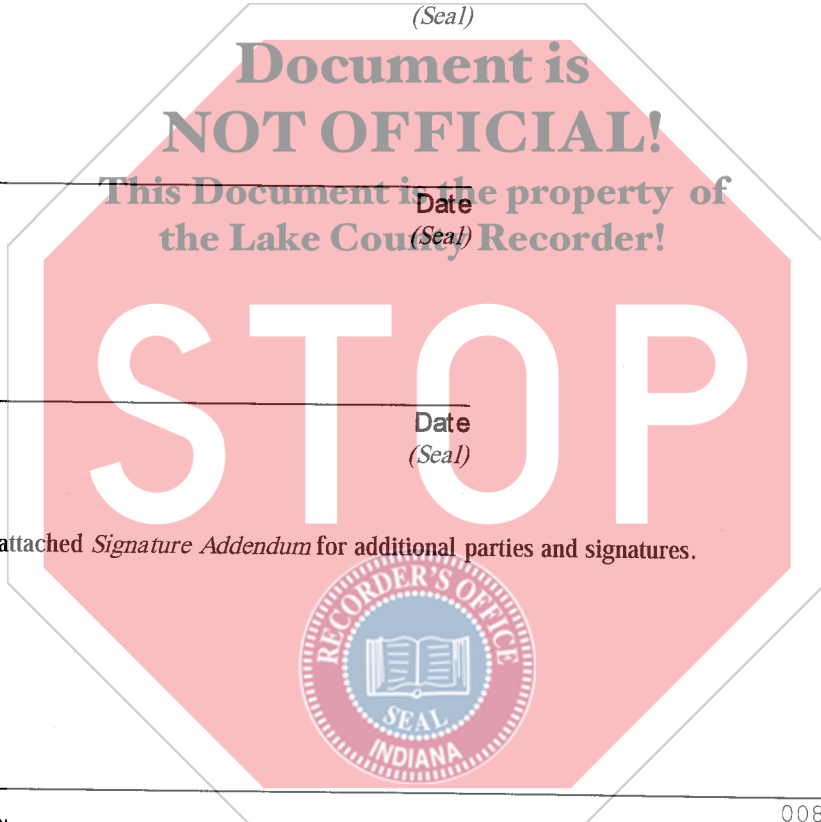 (Seal)
Document is
NOT OFFICIAL!
This Document is the property of
Date
the Lake County Recorder!
(Seal)
STOP
Date
(Seal)
attached Signature Addendum for additional parties and signatures.
RECORDER'S OFFICE
SEAL
INDIANA
008